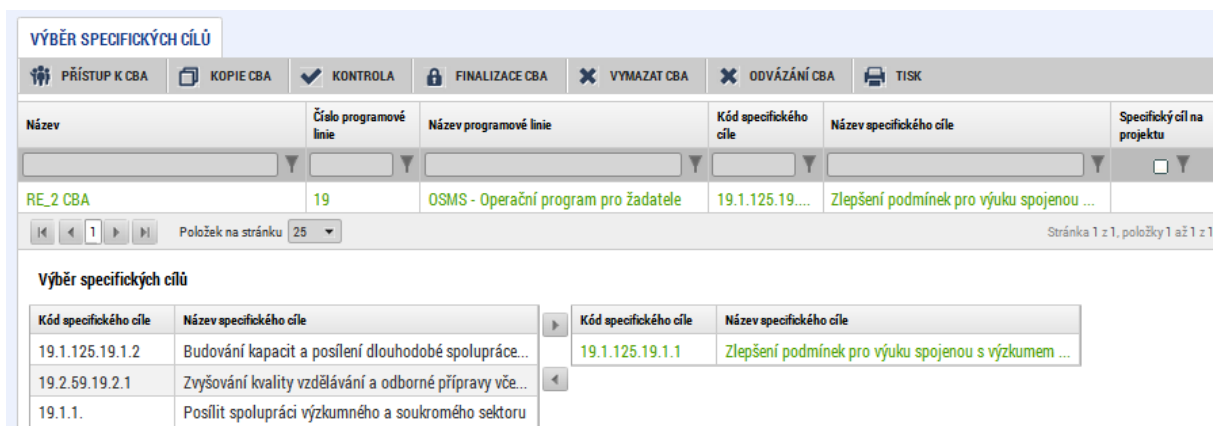 VÝBĚR SPECIFICKÝCH CÍLŮ
PŘÍSTUP K CBA KOPIE CBA KONTROLA FINALIZACE CBA VYMAZAT CBA ODVÁZÁNÍ CBA TISK
Název Číslo programové linie Název programové linie Kód specifického cíle Název specifického cíle Specifický cíl na projektu
RE_2 CBA 19 OSMS - Operační program pro žadatele 19.1.125.19.... Zlepšení podmínek pro výuku spojenou ...
1 Položek na stránku 25 Stránka 1 z 1, položky 1 až 1 z 1
Výběr specifických cílů
Kód specifického cíle Název specifického cíle Kód specifického cíle Název specifického cíle
19.1.125.19.1.2 Budování kapacit a posílení dlouhodobé spolupráce... 19.1.125.19.1.1 Zlepšení podmínek pro výuku spojenou s výzkumem ...
19.2.59.19.2.1 Zvyšování kvality vzdělávání a odborné přípravy vče...
19.1.1. Posílit spolupráci výzkumného a soukromého sektoru